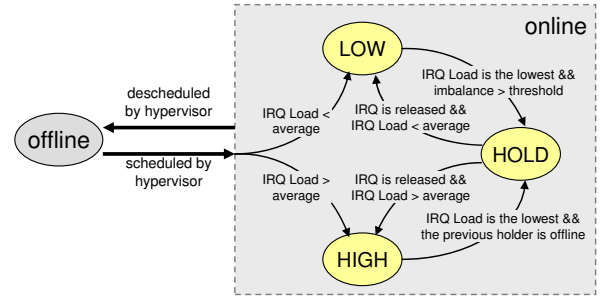 online
LOW
IRQ Load is the lowest &&
imbalance > threshold
descheduled
by hypervisor
IRQ Load <
average
IRQ is released &&
IRQ Load < average
offline
HOLD
scheduled by
hypervisor
IRQ Load >
average
IRQ is released &&
IRQ Load > average
IRQ Load is the lowest &&
the previous holder is offline
HIGH